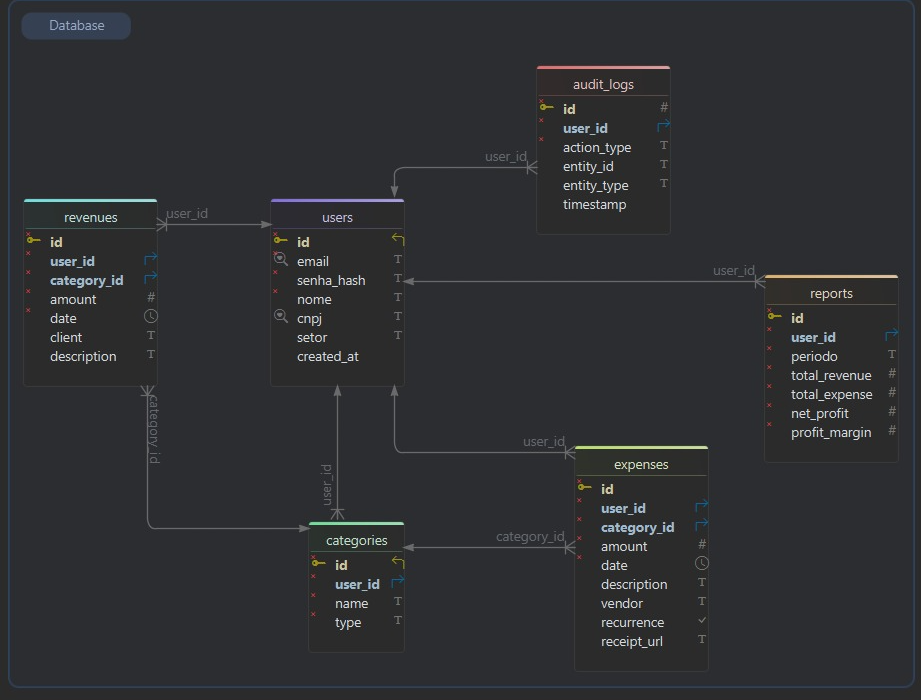 Database
audit_logs
id #
user_id
action_type T
entity_id T
entity_type T
timestamp
user_id
revenues
id
user_id
category_id
amount #
date
client T
description T
user_id
users
id
email T
senha_hash T
nome T
cnpj T
setor T
created_at
user_id
reports
id
user_id
periodo T
total_revenue #
total_expense #
net_profit #
profit_margin #
category_id
user_id
user_id
expenses
id
user_id
category_id
amount #
date
description T
vendor T
recurrence
receipt_url T
category_id
categories
id
user_id
name T
type T